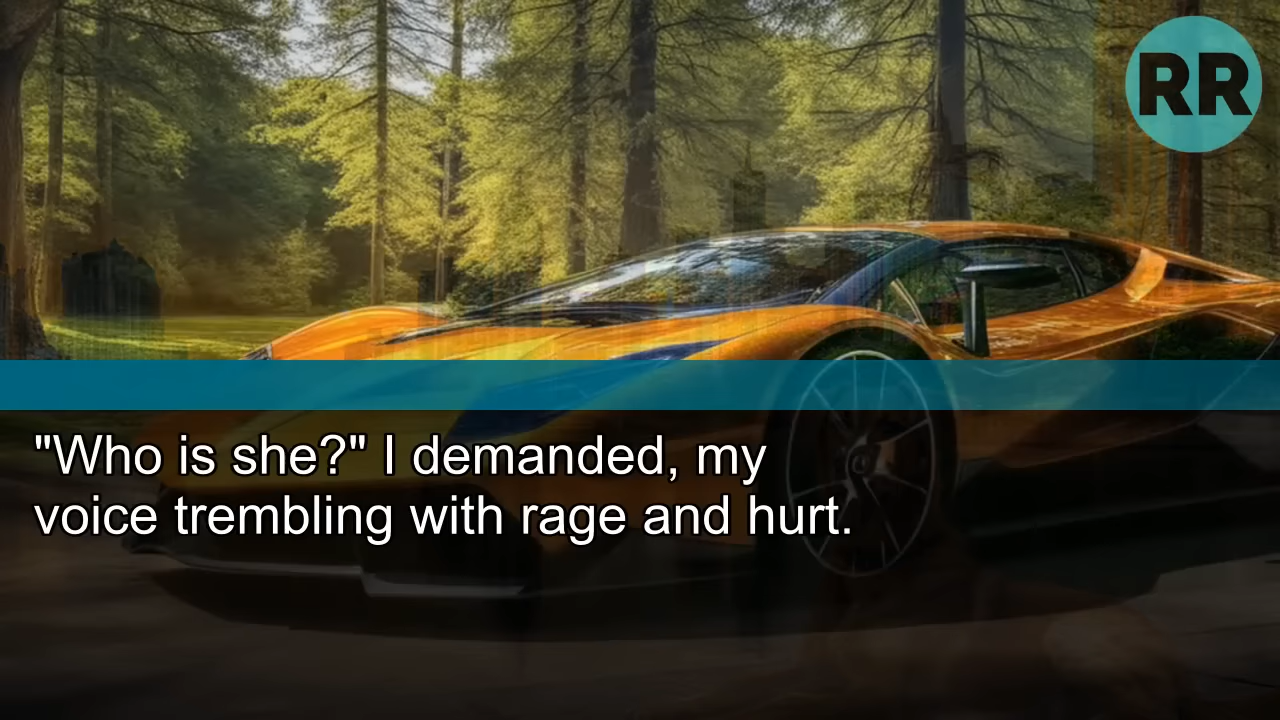 RR
"Who is she?" I demanded, my
voice trembling with rage and hurt.